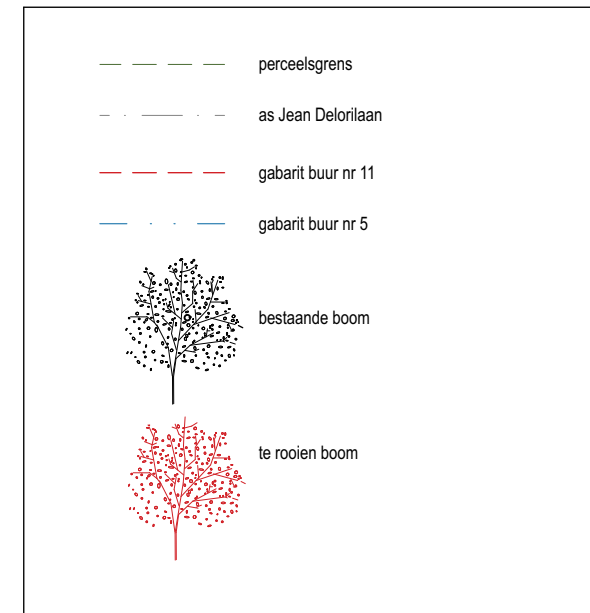 perceelsgrens
as Jean Delorilaan
gabarit buur nr 11
gabarit buur nr 5
bestaande boom
te rooien boom